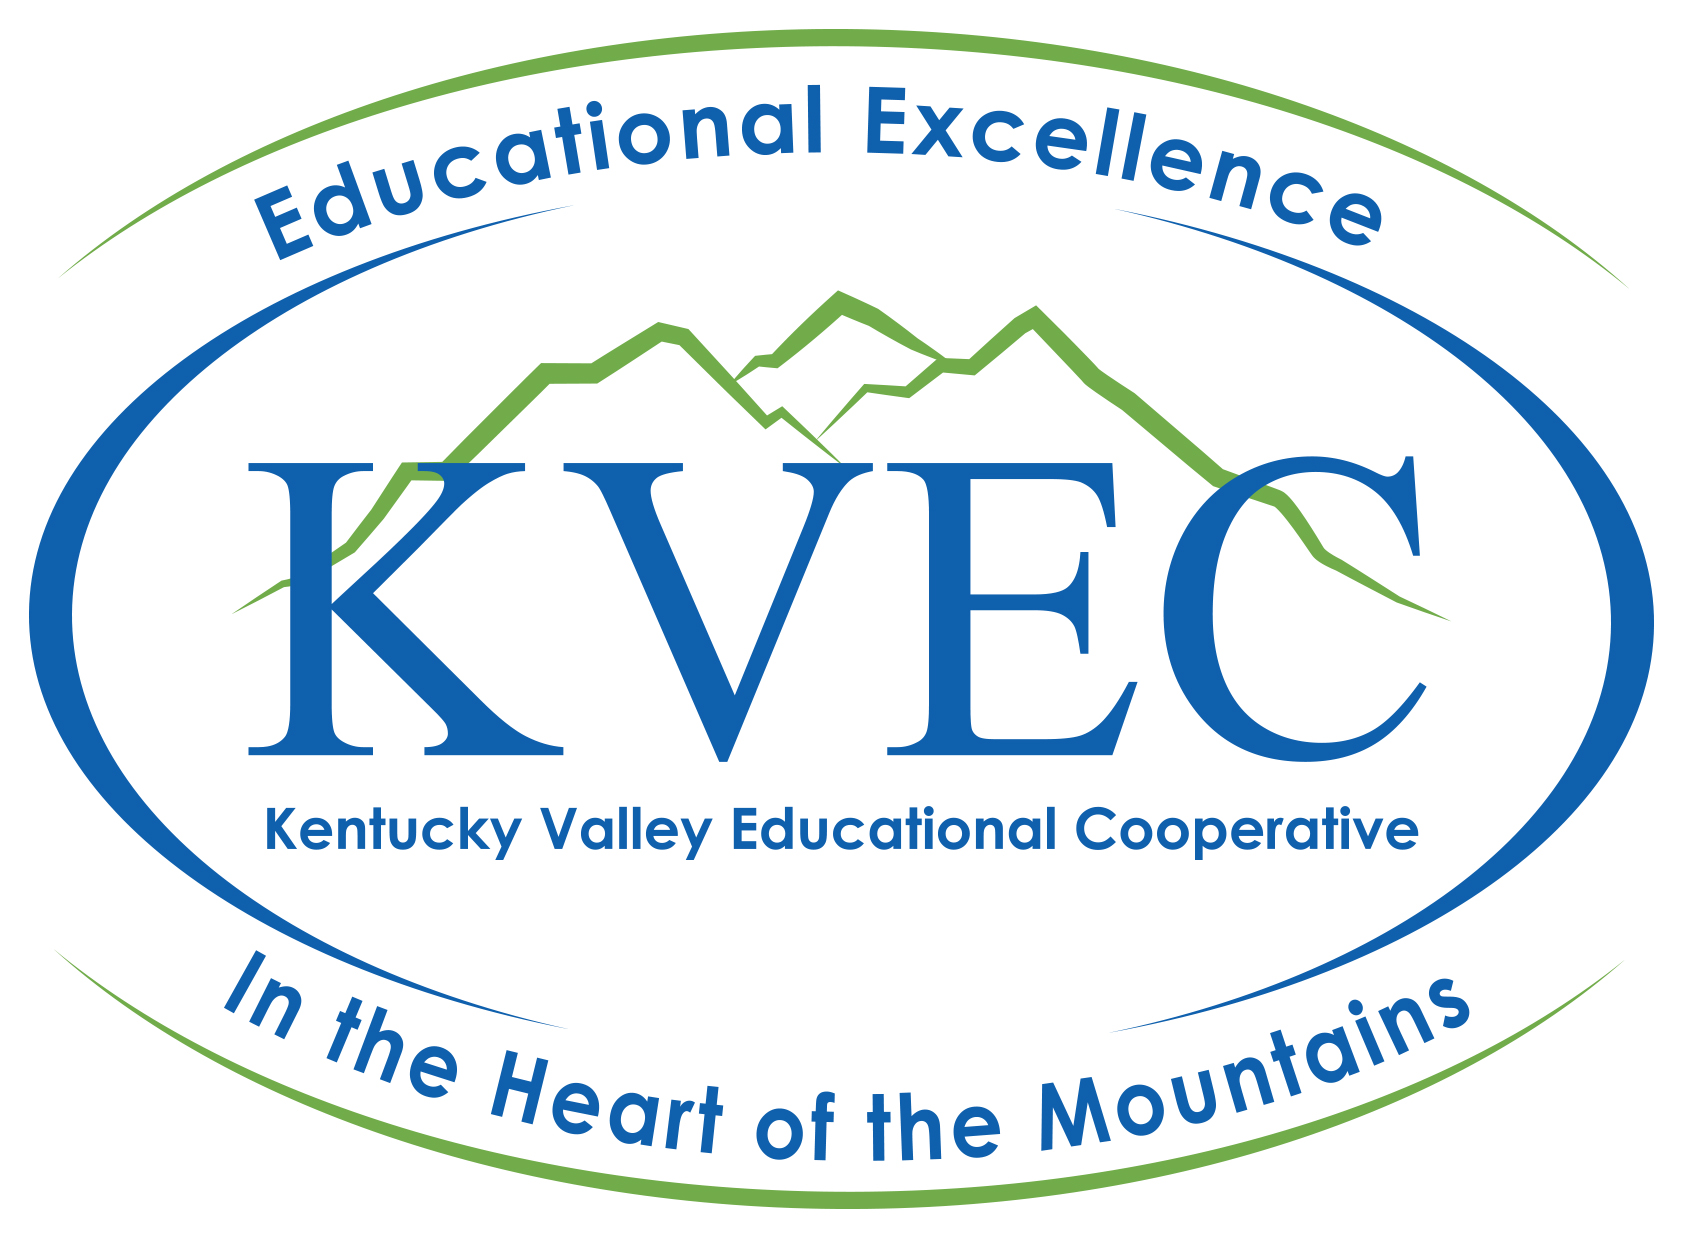 Educational Excellence
KVEC
Kentucky Valley Educational Cooperative
In the Heart of the Mountains